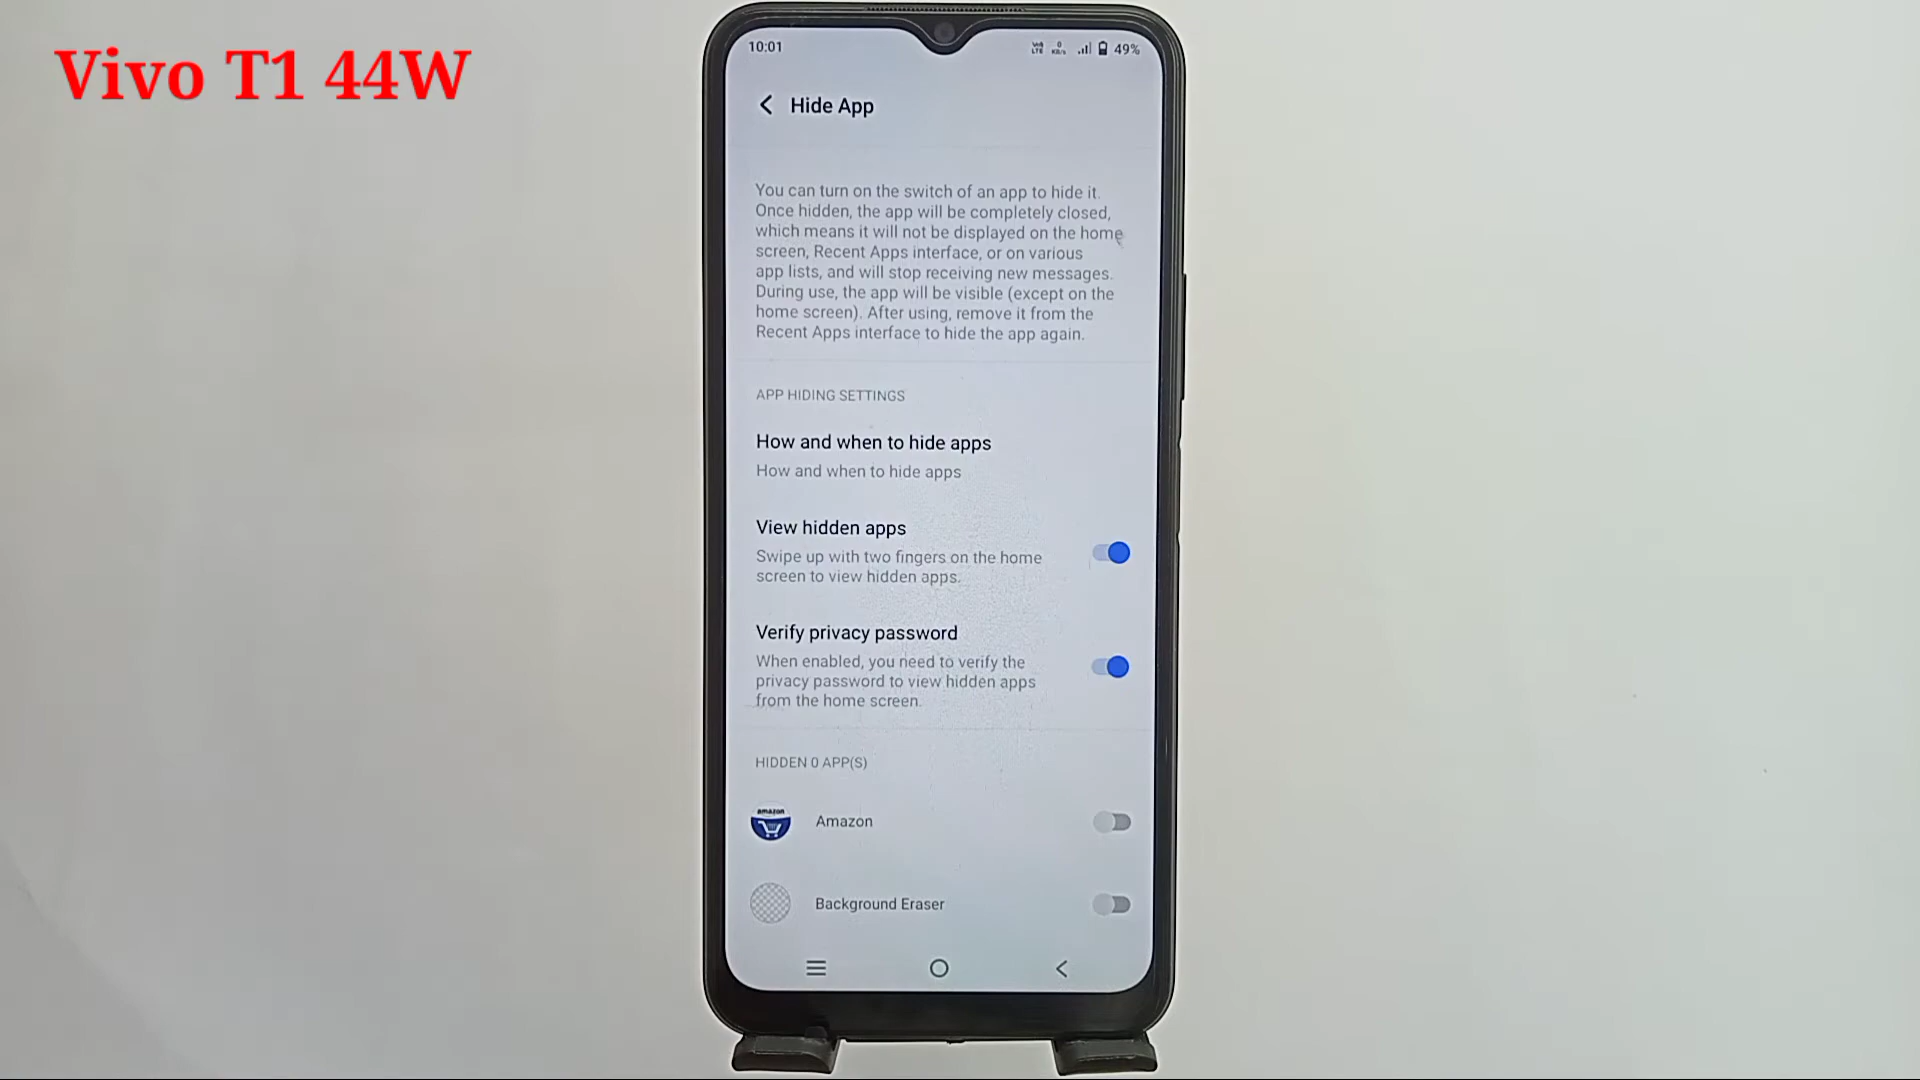 Vivo T1 44W
10:01
49%
Hide App
You can turn on the switch of an app to hide it.
Once hidden, the app will be completely closed,
which means it will not be displayed on the home
screen, Recent Apps interface, or on various
app lists, and will stop receiving new messages.
During use, the app will be visible (except on the
home screen). After using, remove it from the
Recent Apps interface to hide the app again.
APP HIDING SETTINGS
How and when to hide apps
How and when to hide apps
View hidden apps
Swipe up with two fingers on the home
screen to view hidden apps.
Verify privacy password
When enabled, you need to verify the
privacy password to view hidden apps
from the home screen.
HIDDEN 0 APP(S)
amazon
Amazon
Background Eraser